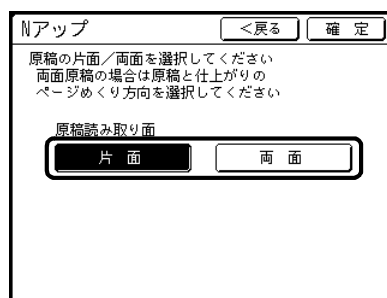 Nアップ
<戻る
確 定
原稿の片面／両面を選択してください
両面原稿の場合は原稿と仕上がりの
ページめくり方向を選択してください
原稿読み取り面
片 面
両 面